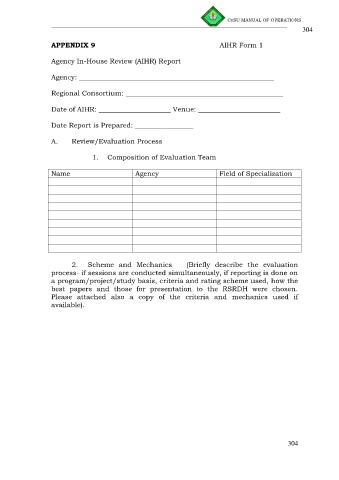 CNSU MANUAL OF OPERATIONS
304
APPENDIX 9 AIHR Form 1
Agency In-House Review (AIHR) Report
Agency: ____________________
Regional Consortium: ____________________
Date of AIHR: ____________________ Venue: ____________________
Date Report is Prepared: ____________________
A. Review/Evaluation Process
1. Composition of Evaluation Team
Name Agency Field of Specialization
2. Scheme and Mechanics (Briefly describe the evaluation
process- if sessions are conducted simultaneously, if reporting is done on
a program/project/study basis, criteria and rating scheme used, how the
best papers and those for presentation to the RSRDH were chosen.
Please attached also a copy of the criteria and mechanics used if
available).
304